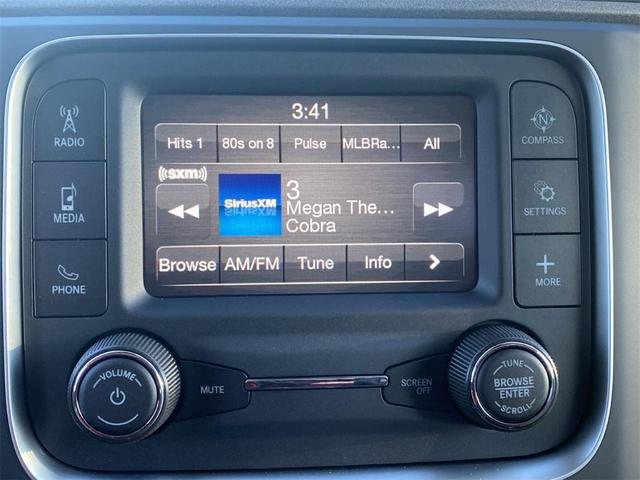 3:41
Hits 1 80s on 8 Pulse MLBRa... All
((sxm))
SiriusXM
3
Megan The...
Cobra
Browse AM/FM Tune Info >
RADIO
MEDIA
PHONE
N
COMPASS
SETTINGS
+
MORE
VOLUME
MUTE
SCREEN
OFF
TUNE
BROWSE
ENTER
SCROLL